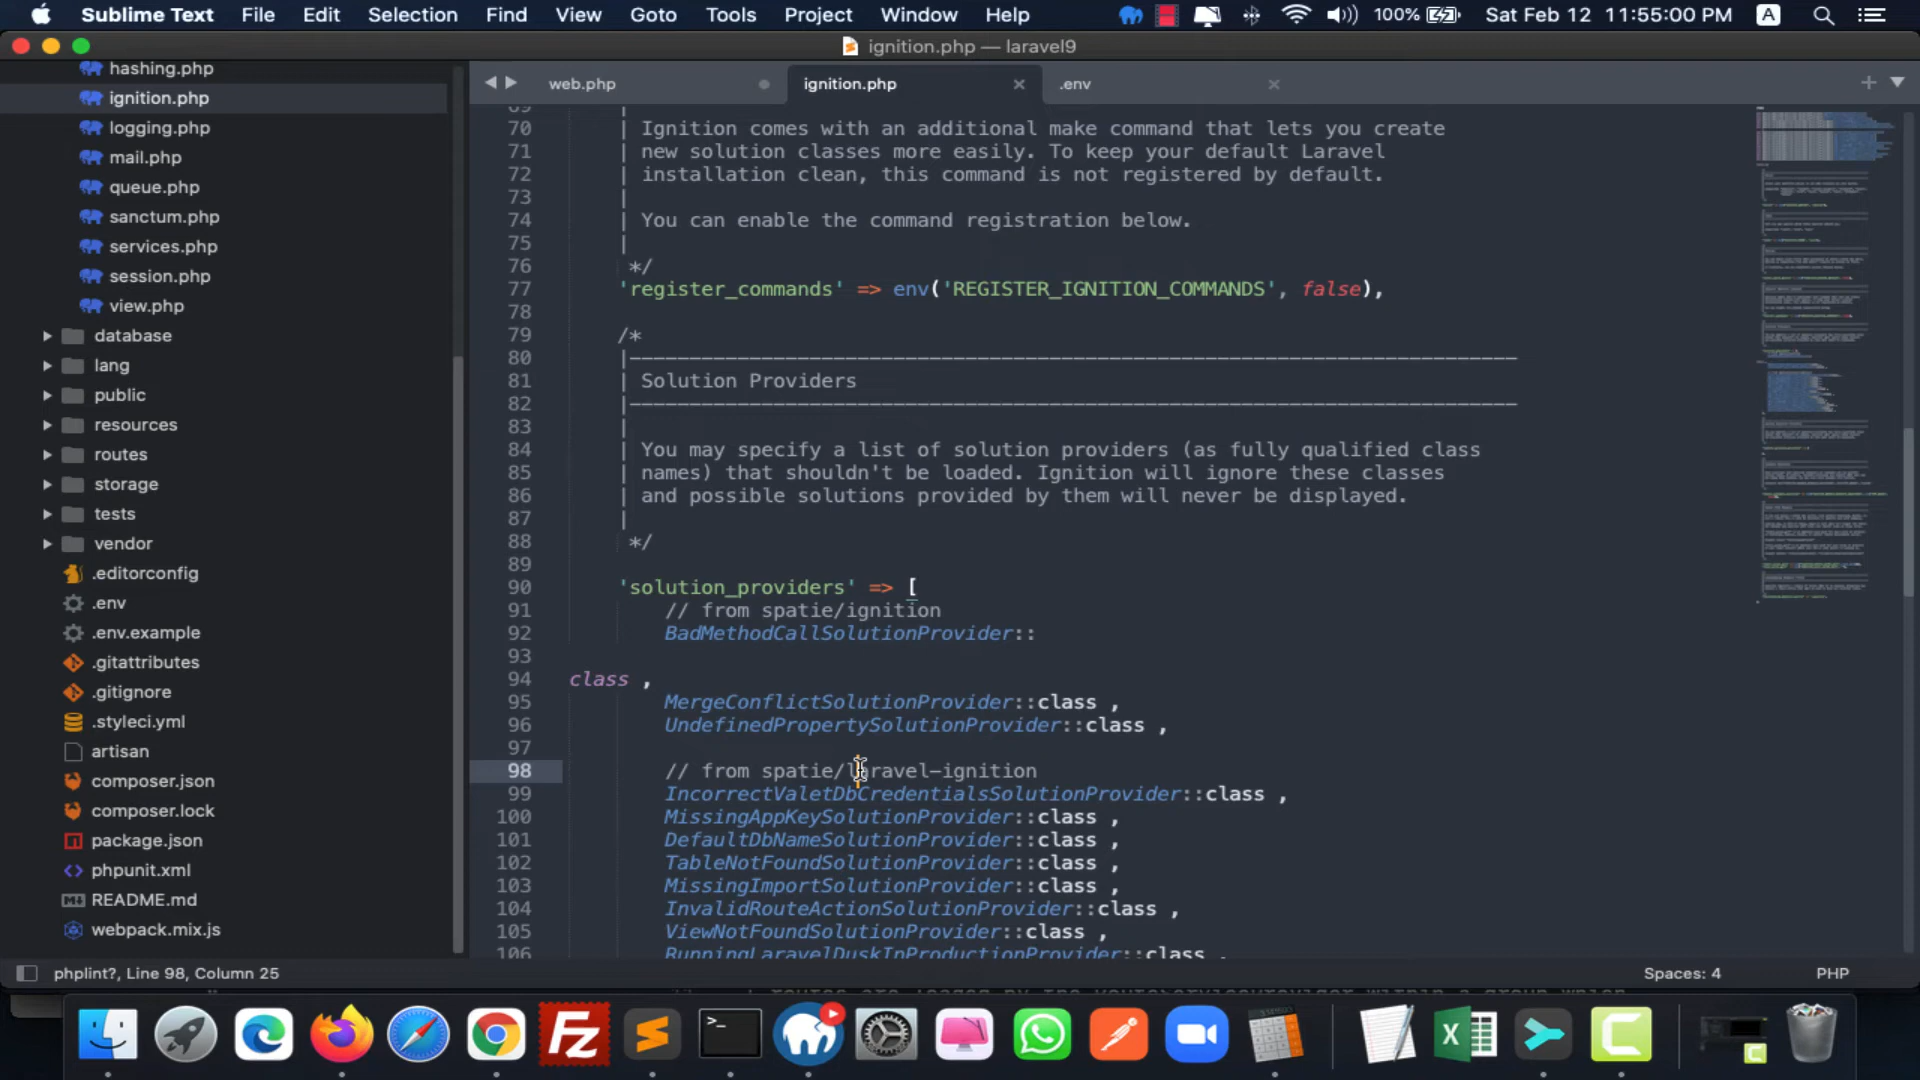 Sublime Text File Edit Selection Find View Goto Tools Project Window Help 100% Sat Feb 12 11:55:00 PM A
ignition.php — laravel9
hashing.php
ignition.php
logging.php
mail.php
queue.php
sanctum.php
services.php
session.php
view.php
database
lang
public
resources
routes
storage
tests
vendor
.editorconfig
.env
.env.example
.gitattributes
.gitignore
.styleci.yml
artisan
composer.json
composer.lock
package.json
phpunit.xml
README.md
webpack.mix.js
web.php ignition.php .env
69 |
70 | Ignition comes with an additional make command that lets you create
71 | new solution classes more easily. To keep your default Laravel
72 | installation clean, this command is not registered by default.
73 |
74 | You can enable the command registration below.
75 |
76 */
77 'register_commands' => env('REGISTER_IGNITION_COMMANDS', false),
78
79 /*
80 |--------------------------------------------------------------------------
81 | Solution Providers
82 |--------------------------------------------------------------------------
83 |
84 | You may specify a list of solution providers (as fully qualified class
85 | names) that shouldn't be loaded. Ignition will ignore these classes
86 | and possible solutions provided by them will never be displayed.
87 |
88 */
89
90 'solution_providers' => [
91 // from spatie/ignition
92 BadMethodCallSolutionProvider::
93
94 class ,
95 MergeConflictSolutionProvider::class ,
96 UndefinedPropertySolutionProvider::class ,
97
98 // from spatie/laravel-ignition
99 IncorrectValetDbCredentialsSolutionProvider::class ,
100 MissingAppKeySolutionProvider::class ,
101 DefaultDbNameSolutionProvider::class ,
102 TableNotFoundSolutionProvider::class ,
103 MissingImportSolutionProvider::class ,
104 InvalidRouteActionSolutionProvider::class ,
105 ViewNotFoundSolutionProvider::class ,
106 RunningLaravelDuskInProductionProvider::class ,
phplint?, Line 98, Column 25 Spaces: 4 PHP